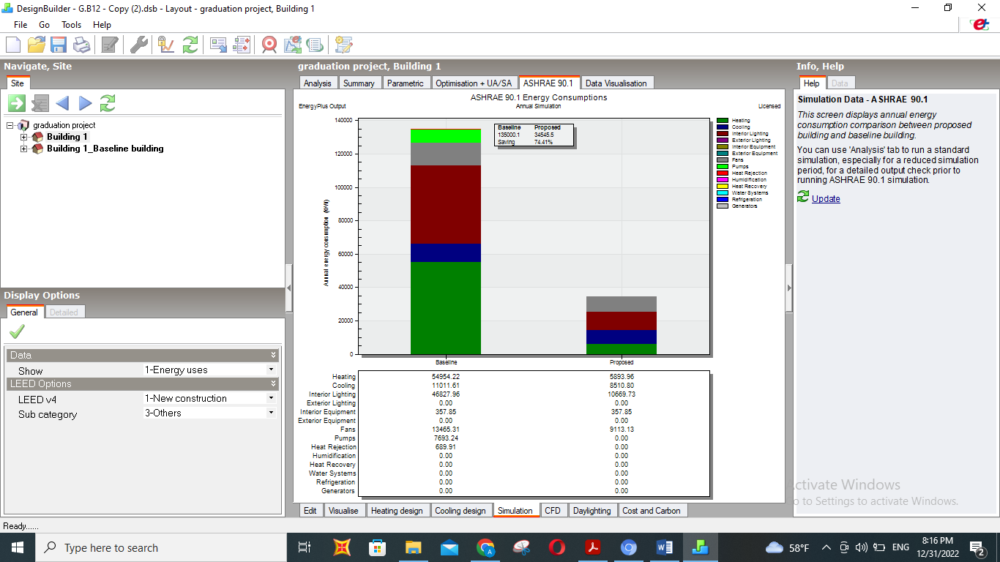 DesignBuilder - G.B12 - Copy (2).dsb - Layout - graduation project, Building 1
File Go Tools Help
Navigate, Site
Site
graduation project
Building 1
Building 1_Baseline building
Display Options
General Detailed
Data
Show 1-Energy uses
LEED Options
LEED v4 1-New construction
Sub category 3-Others
graduation project, Building 1
Analysis Summary Parametric Optimisation + UA/SA ASHRAE 90.1 Data Visualisation
ASHRAE 90.1 Energy Consumptions
EnergyPlus Output Annual Simulation Licensed
Baseline Proposed
135000.1 34545.5
Saving 74.41%
140000
120000
100000
80000
60000
40000
20000
0
Annual energy consumption (kWh)
Baseline Proposed
Heating
Cooling
Interior Lighting
Exterior Lighting
Interior Equipment
Exterior Equipment
Fans
Pumps
Heat Rejection
Humidification
Heat Recovery
Water Systems
Refrigeration
Generators
Heating 54954.22 5893.96
Cooling 11011.61 8510.80
Interior Lighting 46827.96 10669.73
Exterior Lighting 0.00 0.00
Interior Equipment 357.85 357.85
Exterior Equipment 0.00 0.00
Fans 13465.31 9113.13
Pumps 7693.24 0.00
Heat Rejection 689.91 0.00
Humidification 0.00 0.00
Heat Recovery 0.00 0.00
Water Systems 0.00 0.00
Refrigeration 0.00 0.00
Generators 0.00 0.00
Edit Visualise Heating design Cooling design Simulation CFD Daylighting Cost and Carbon
Info, Help
Help Data
Simulation Data - ASHRAE 90.1
This screen displays annual energy
consumption comparison between proposed
building and baseline building.
You can use 'Analysis' tab to run a standard
simulation, especially for a reduced simulation
period, for a detailed output check prior to
running ASHRAE 90.1 simulation.
Update
ctivate Windows
o to Settings to activate Windows.
Ready......
Type here to search
58°F ENG 8:16 PM
12/31/2022
2